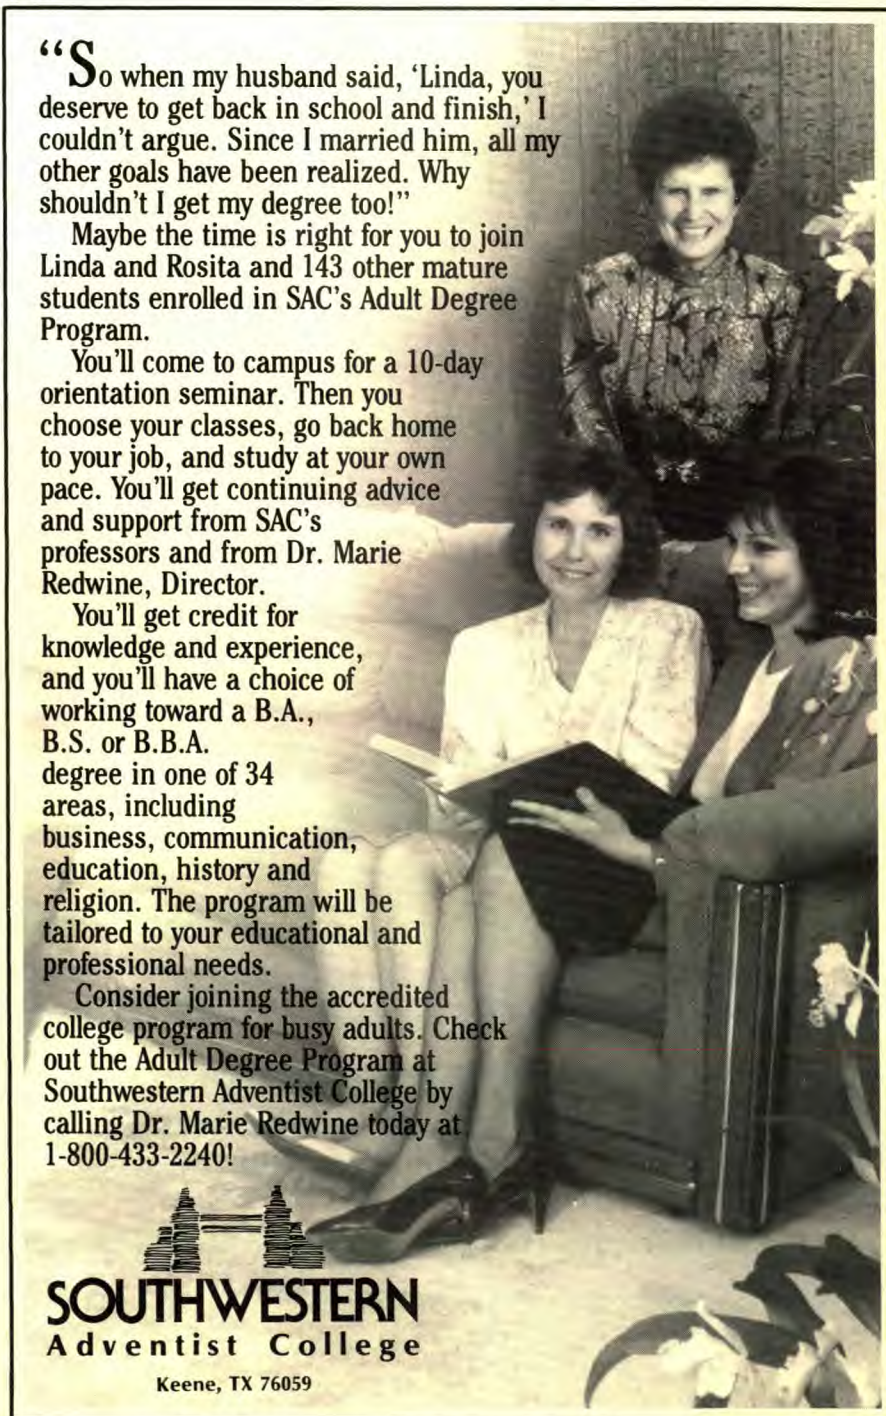 “So when my husband said, ‘Linda, you
deserve to get back in school and finish,’ I
couldn’t argue. Since I married him, all my
other goals have been realized. Why
shouldn’t I get my degree too!”
Maybe the time is right for you to join
Linda and Rosita and 143 other mature
students enrolled in SAC’s Adult Degree
Program.
You’ll come to campus for a 10-day
orientation seminar. Then you
choose your classes, go back home
to your job, and study at your own
pace. You’ll get continuing advice
and support from SAC’s
professors and from Dr. Marie
Redwine, Director.
You’ll get credit for
knowledge and experience,
and you’ll have a choice of
working toward a B.A.,
B.S. or B.B.A.
degree in one of 34
areas, including
business, communication,
education, history and
religion. The program will be
tailored to your educational and
professional needs.
Consider joining the accredited
college program for busy adults. Check
out the Adult Degree Program at
Southwestern Adventist College by
calling Dr. Marie Redwine today at
1-800-433-2240!
SOUTHWESTERN
Adventist College
Keene, TX 76059